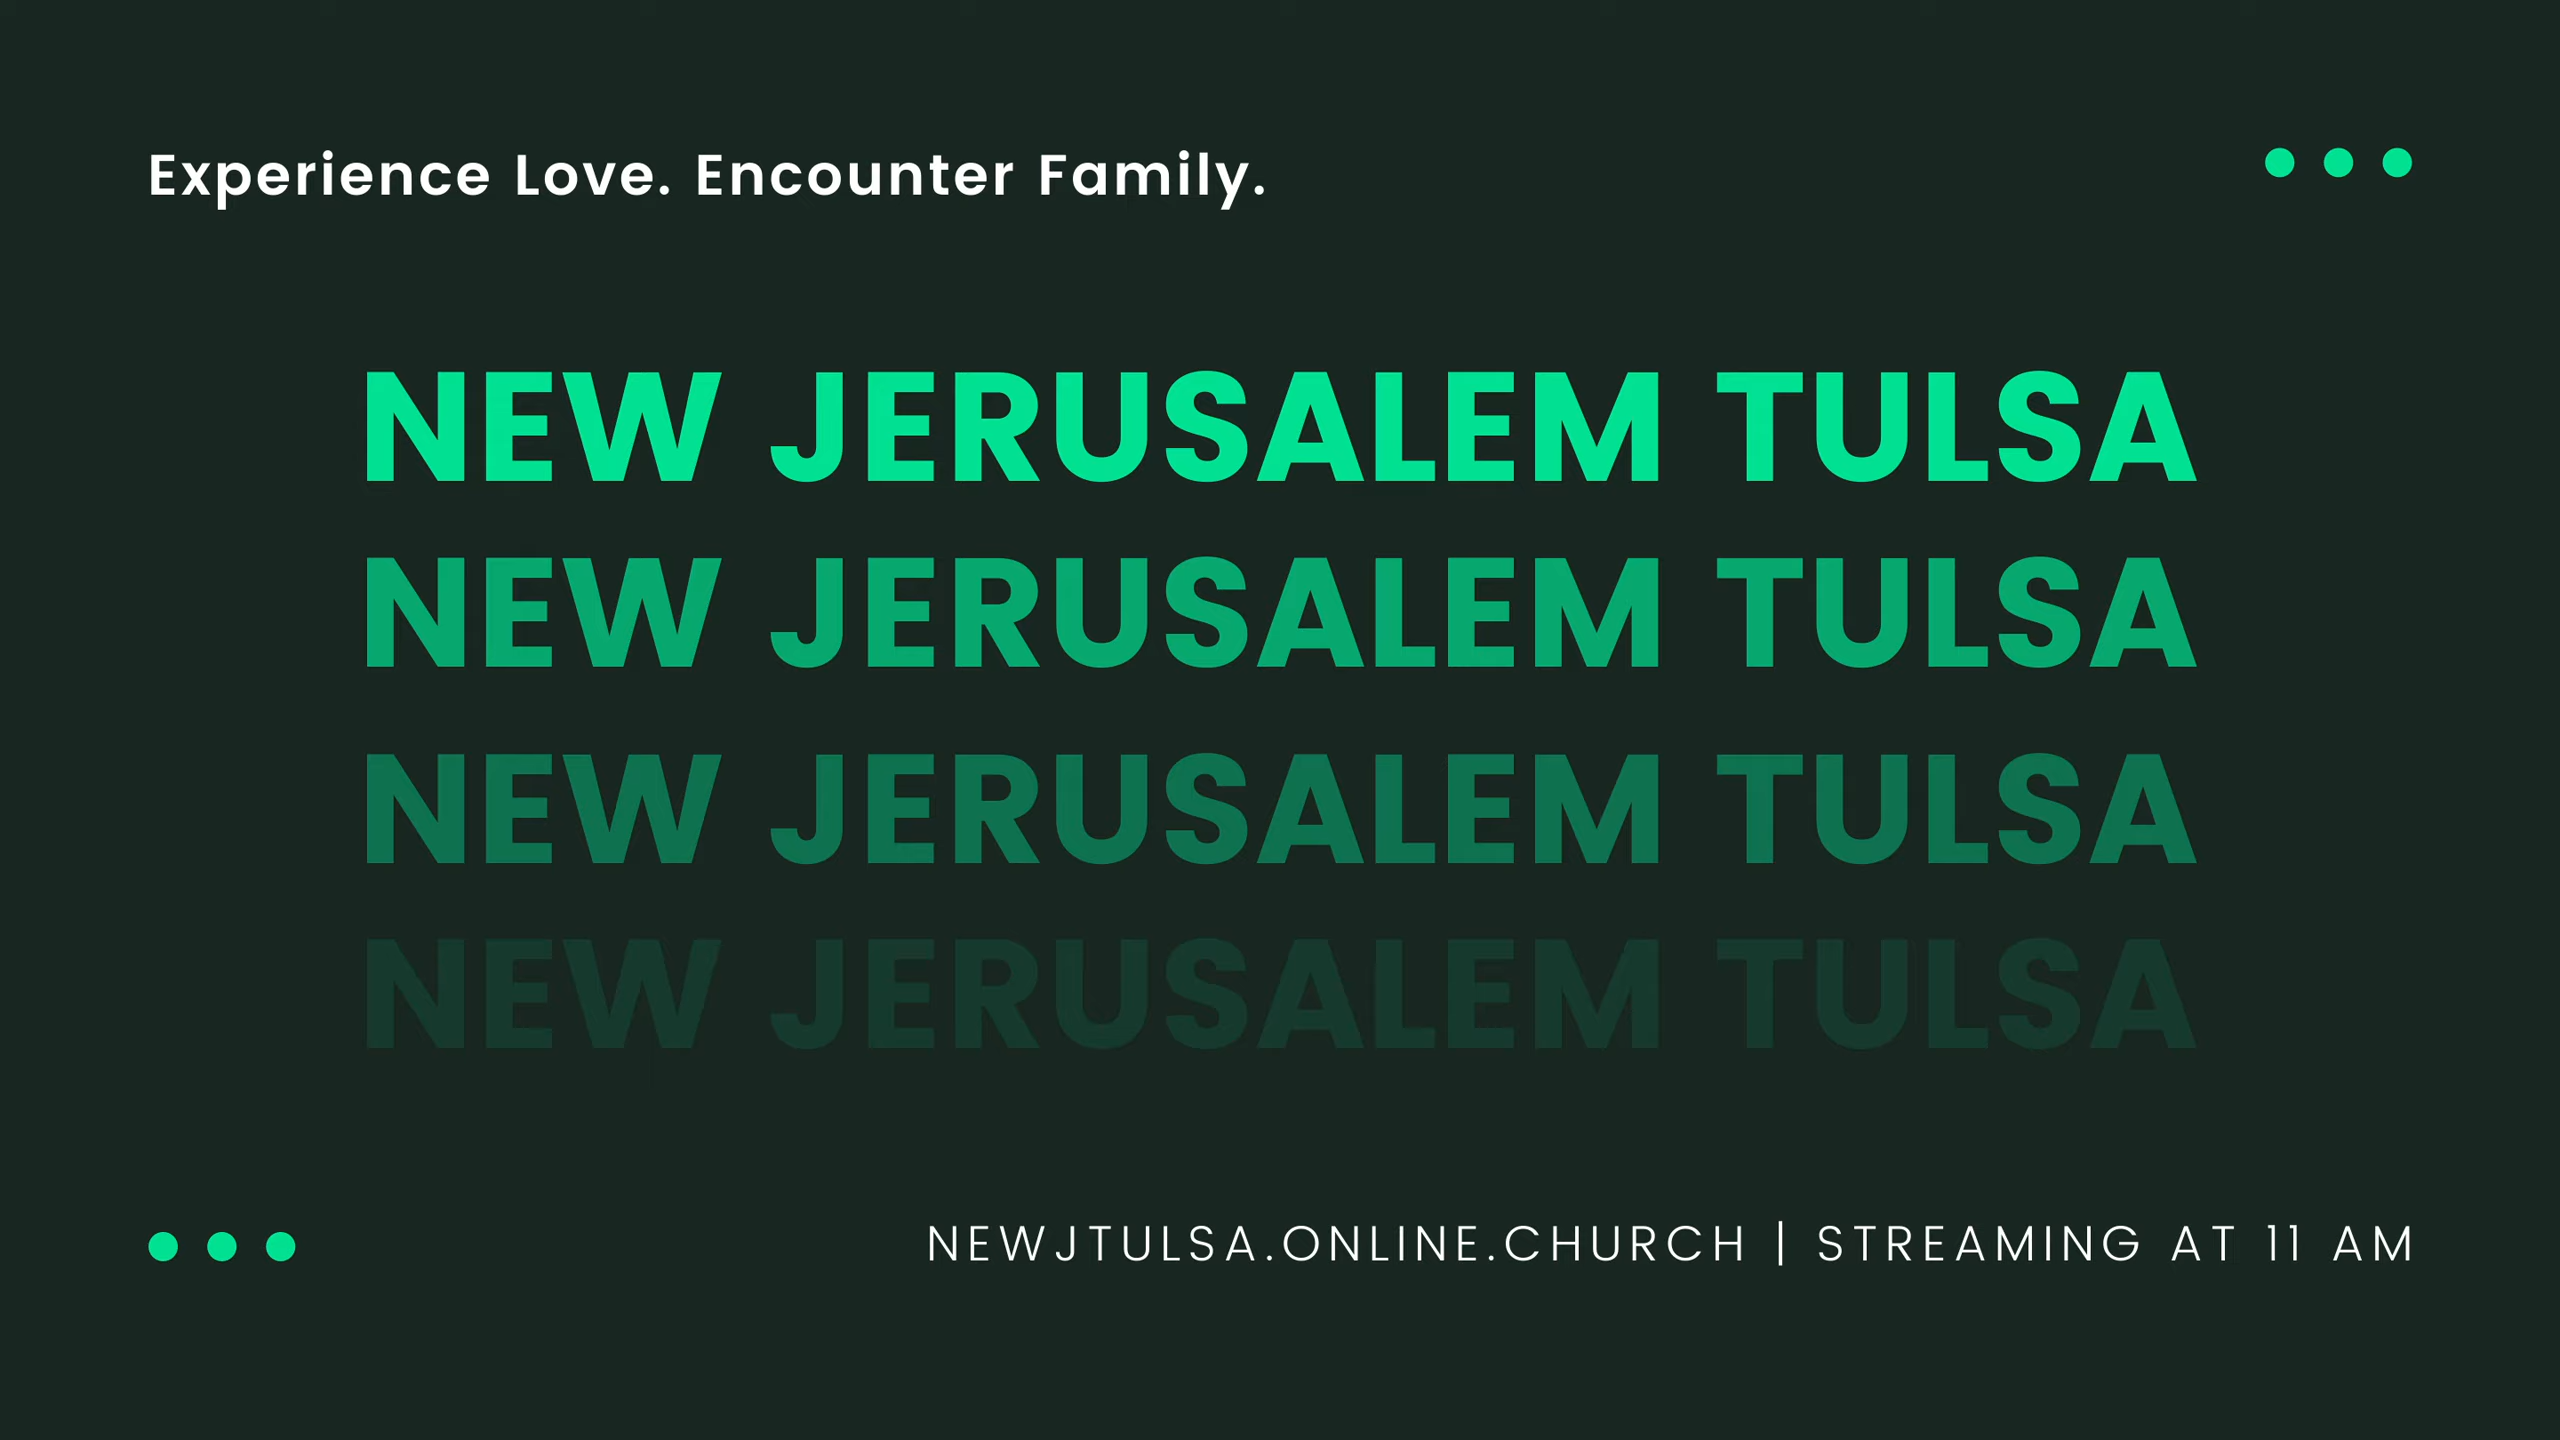 Experience Love. Encounter Family.
NEW JERUSALEM TULSA
NEW JERUSALEM TULSA
NEW JERUSALEM TULSA
NEW JERUSALEM TULSA
NEWJTULSA.ONLINE.CHURCH | STREAMING AT 11 AM